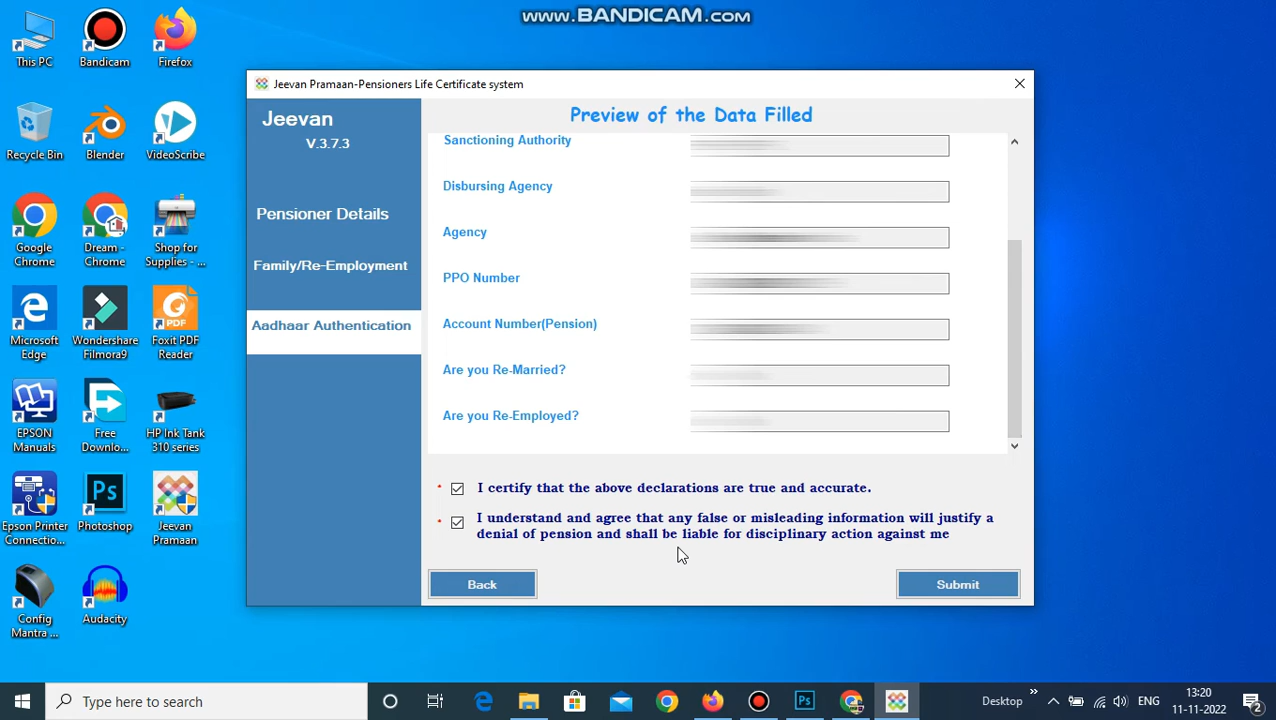 www.BANDICAM.com
This PC
Bandicam
Firefox
Recycle Bin
Blender
VideoScribe
Google
Chrome
Dream -
Chrome
Shop for
Supplies - ...
Microsoft
Edge
Wondershare
Filmora9
Foxit PDF
Reader
EPSON
Manuals
Free
Downlo...
HP Ink Tank
310 series
Epson Printer
Connectio...
Photoshop
Jeevan
Pramaan
Config
Mantra ...
Audacity
Jeevan Pramaan-Pensioners Life Certificate system
Jeevan
V.3.7.3
Pensioner Details
Family/Re-Employment
Aadhaar Authentication
Preview of the Data Filled
Sanctioning Authority
Disbursing Agency
Agency
PPO Number
Account Number(Pension)
Are you Re-Married?
Are you Re-Employed?
* I certify that the above declarations are true and accurate.
* I understand and agree that any false or misleading information will justify a
denial of pension and shall be liable for disciplinary action against me
Back
Submit
Type here to search
Desktop
ENG
13:20
11-11-2022
2